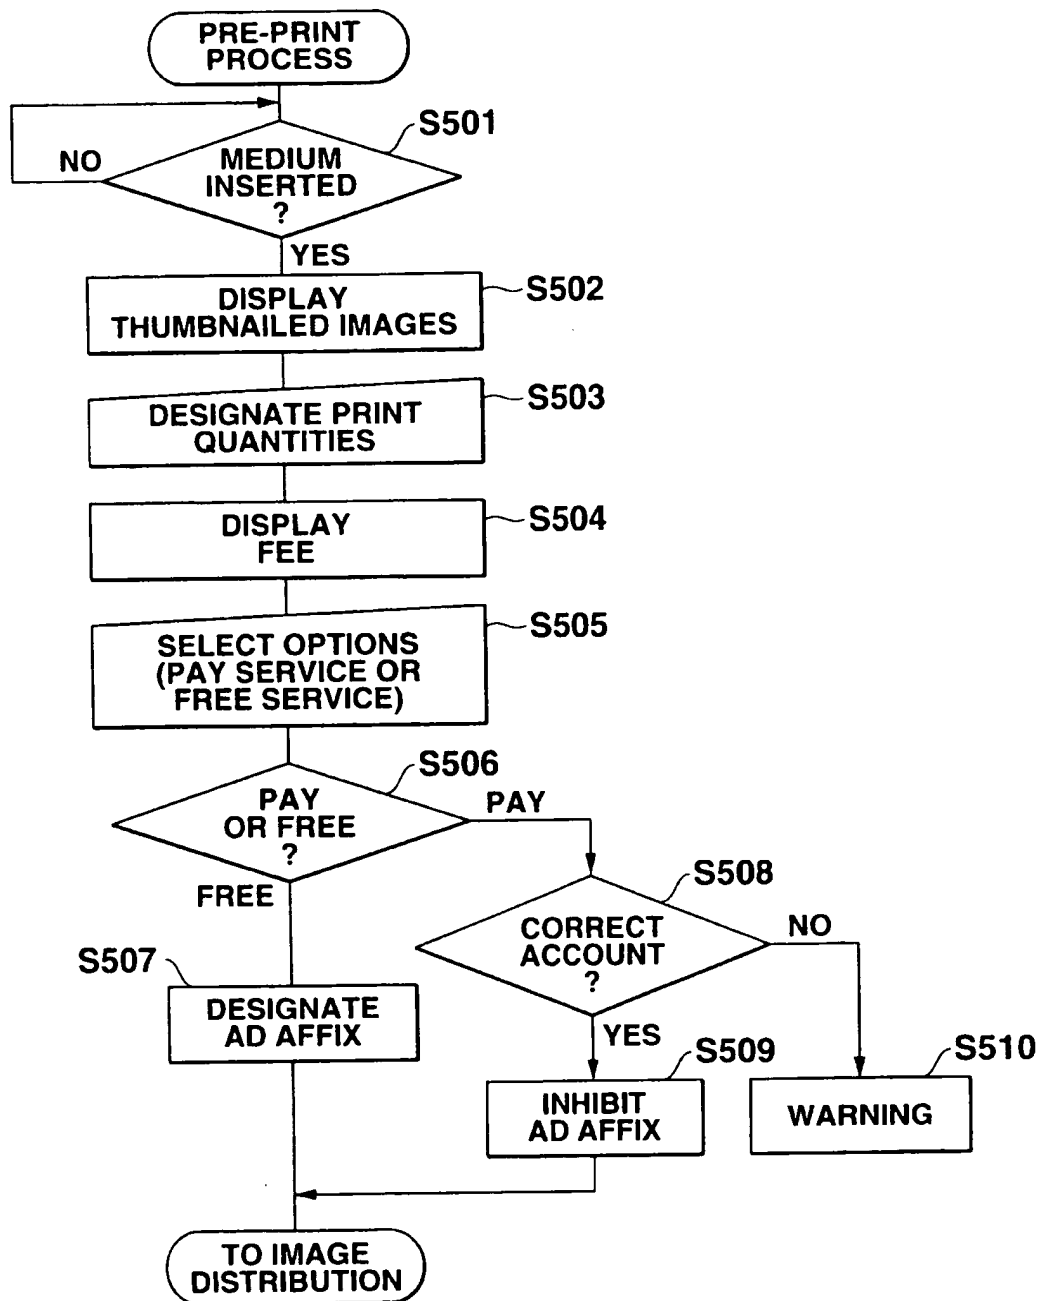 PRE-PRINT
PROCESS
S501
NO
MEDIUM
INSERTED
?
YES
S502
DISPLAY
THUMBNAILED IMAGES
S503
DESIGNATE PRINT
QUANTITIES
S504
DISPLAY
FEE
S505
SELECT OPTIONS
(PAY SERVICE OR
FREE SERVICE)
S506
PAY
OR FREE
?
PAY
FREE
S508
CORRECT
ACCOUNT
?
NO
YES
S507
DESIGNATE
AD AFFIX
S509
INHIBIT
AD AFFIX
S510
WARNING
TO IMAGE
DISTRIBUTION